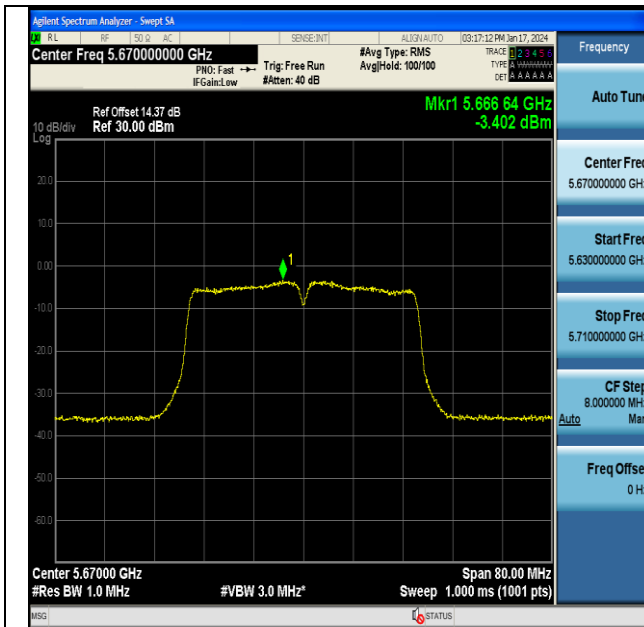 Agilent Spectrum Analyzer - Swept SA
RL RF 50 Ω AC SENSE:INT ALIGN AUTO 03:17:12 PM Jan 17, 2024
Center Freq 5.670000000 GHz
PNO: Fast
IFGain:Low
Trig: Free Run
#Atten: 40 dB
#Avg Type: RMS
Avg|Hold: 100/100
TRACE 1 2 3 4 5 6
TYPE A
DET A A A A A A
Frequency
Mkr1 5.666 64 GHz
-3.402 dBm
Ref Offset 14.37 dB
10 dB/div Ref 30.00 dBm
Log
20.0
10.0
0.00
-10.0
-20.0
-30.0
-40.0
-50.0
-60.0
1
Center 5.67000 GHz Span 80.00 MHz
#Res BW 1.0 MHz #VBW 3.0 MHz* Sweep 1.000 ms (1001 pts)
Auto Tune
Center Freq
5.670000000 GHz
Start Freq
5.630000000 GHz
Stop Freq
5.710000000 GHz
CF Step
8.000000 MHz
Auto Man
Freq Offset
0 Hz
MSG STATUS